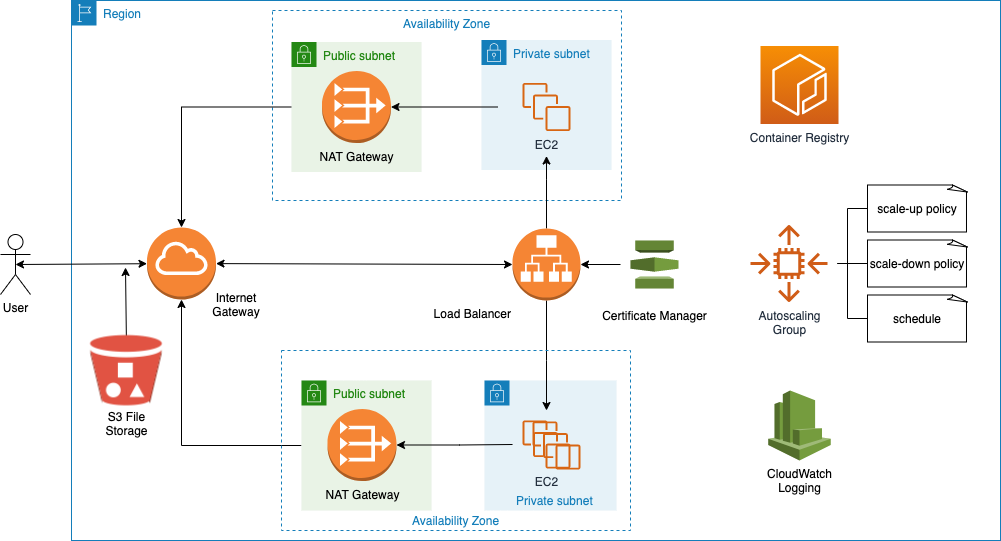 Region
Availability Zone
Public subnet
Private subnet
NAT Gateway
EC2
Container Registry
User
Internet
Gateway
Load Balancer
Certificate Manager
Autoscaling
Group
scale-up policy
scale-down policy
schedule
S3 File
Storage
Public subnet
NAT Gateway
EC2
Private subnet
Availability Zone
CloudWatch
Logging